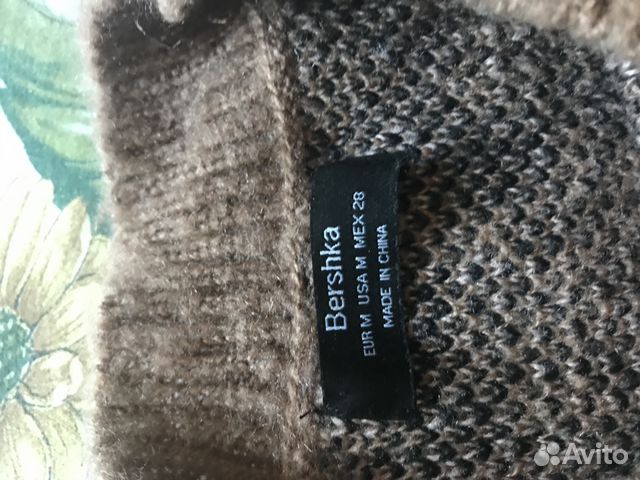 Bershka
EUR M USA M MEX 28
MADE IN CHINA
Avito